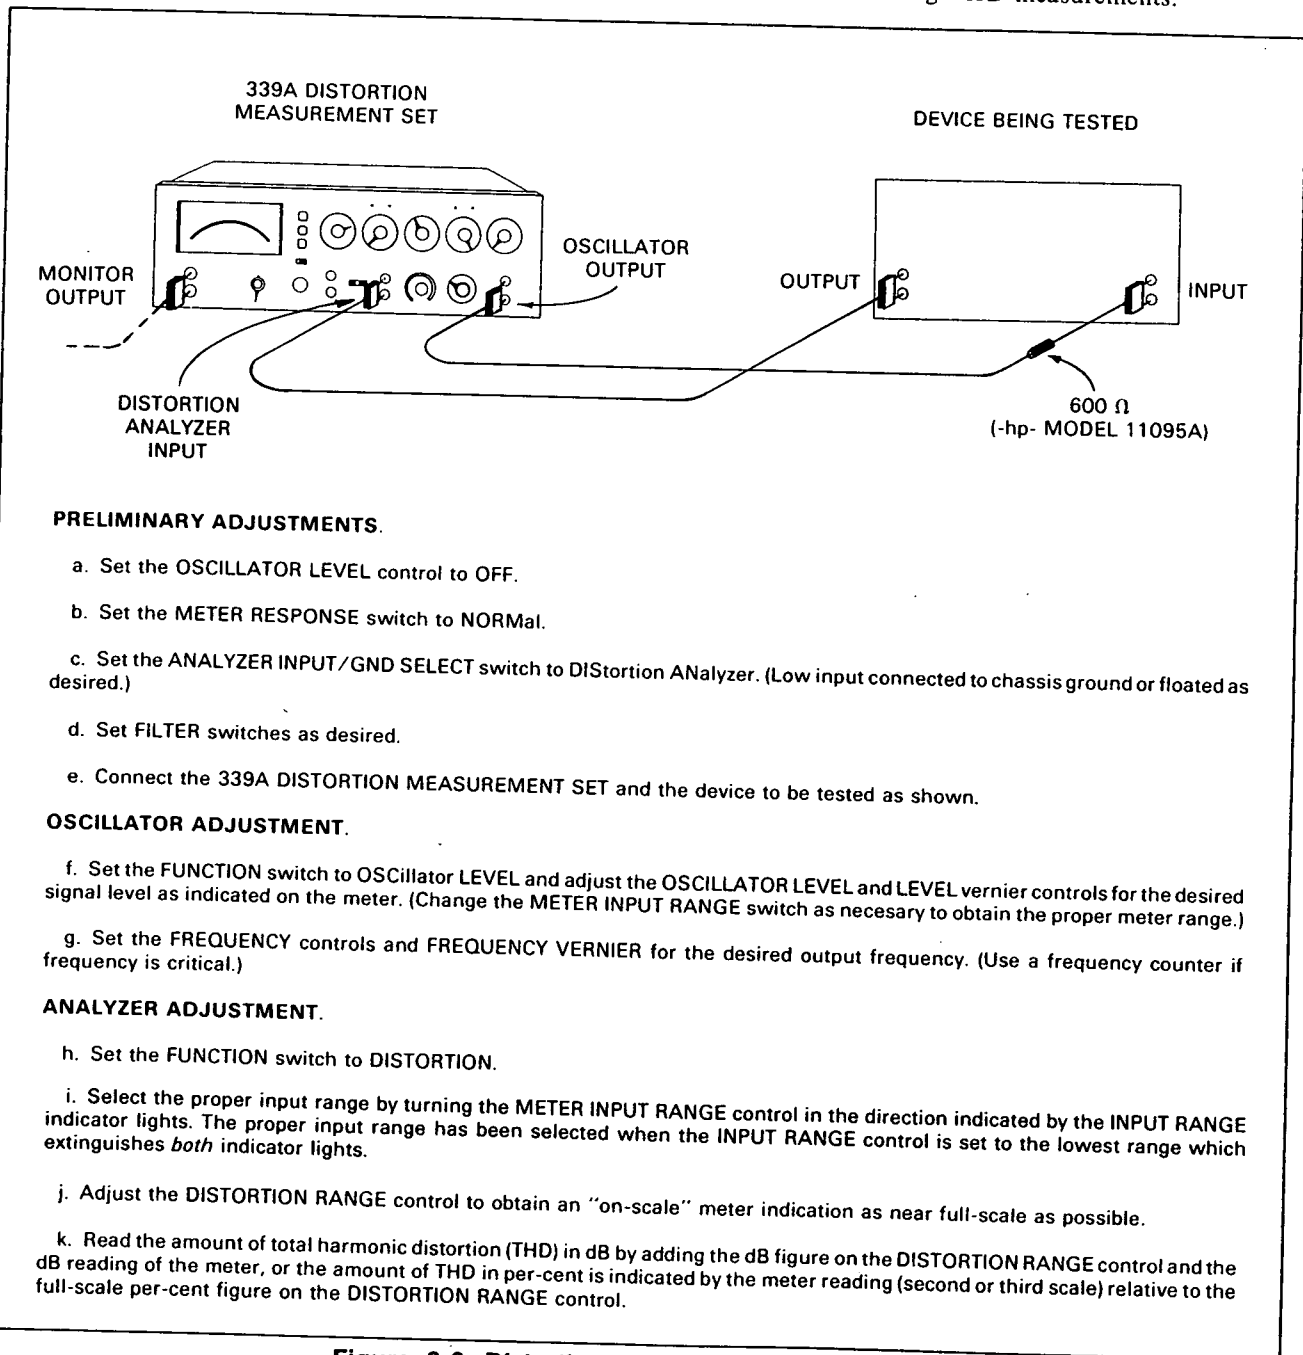 measurements.
339A DISTORTION
MEASUREMENT SET
DEVICE BEING TESTED
OSCILLATOR
OUTPUT
MONITOR
OUTPUT
OUTPUT
INPUT
DISTORTION
ANALYZER
INPUT
600 Ω
(-hp- MODEL 11095A)
PRELIMINARY ADJUSTMENTS.
a. Set the OSCILLATOR LEVEL control to OFF.
b. Set the METER RESPONSE switch to NORMal.
c. Set the ANALYZER INPUT/GND SELECT switch to DIStortion ANalyzer. (Low input connected to chassis ground or floated as
desired.)
d. Set FILTER switches as desired.
e. Connect the 339A DISTORTION MEASUREMENT SET and the device to be tested as shown.
OSCILLATOR ADJUSTMENT.
f. Set the FUNCTION switch to OSCillator LEVEL and adjust the OSCILLATOR LEVEL and LEVEL vernier controls for the desired
signal level as indicated on the meter. (Change the METER INPUT RANGE switch as necesary to obtain the proper meter range.)
g. Set the FREQUENCY controls and FREQUENCY VERNIER for the desired output frequency. (Use a frequency counter if
frequency is critical.)
ANALYZER ADJUSTMENT.
h. Set the FUNCTION switch to DISTORTION.
i. Select the proper input range by turning the METER INPUT RANGE control in the direction indicated by the INPUT RANGE
indicator lights. The proper input range has been selected when the INPUT RANGE control is set to the lowest range which
extinguishes both indicator lights.
j. Adjust the DISTORTION RANGE control to obtain an "on-scale" meter indication as near full-scale as possible.
k. Read the amount of total harmonic distortion (THD) in dB by adding the dB figure on the DISTORTION RANGE control and the
dB reading of the meter, or the amount of THD in per-cent is indicated by the meter reading (second or third scale) relative to the
full-scale per-cent figure on the DISTORTION RANGE control.